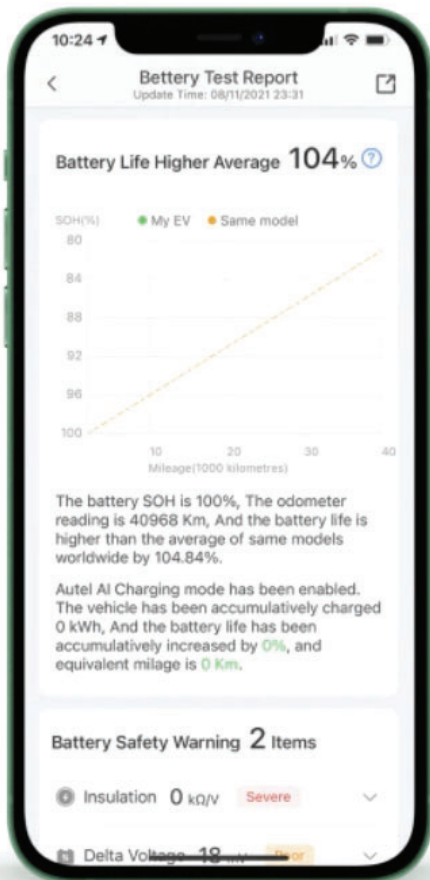 10:24
Bettery Test Report
Update Time: 08/11/2021 23:31
Battery Life Higher Average 104%
SOH(%) My EV Same model
80
84
88
92
96
100
10 20 30 40
Mileage(1000 kilometres)
The battery SOH is 100%, The odometer
reading is 40968 Km, And the battery life is
higher than the average of same models
worldwide by 104.84%.
Autel AI Charging mode has been enabled.
The vehicle has been accumulatively charged
0 kWh, And the battery life has been
accumulatively increased by 0%, and
equivalent milage is 0 Km.
Battery Safety Warning 2 Items
Insulation 0 kΩ/V Severe
Delta Voltage 18 Poor